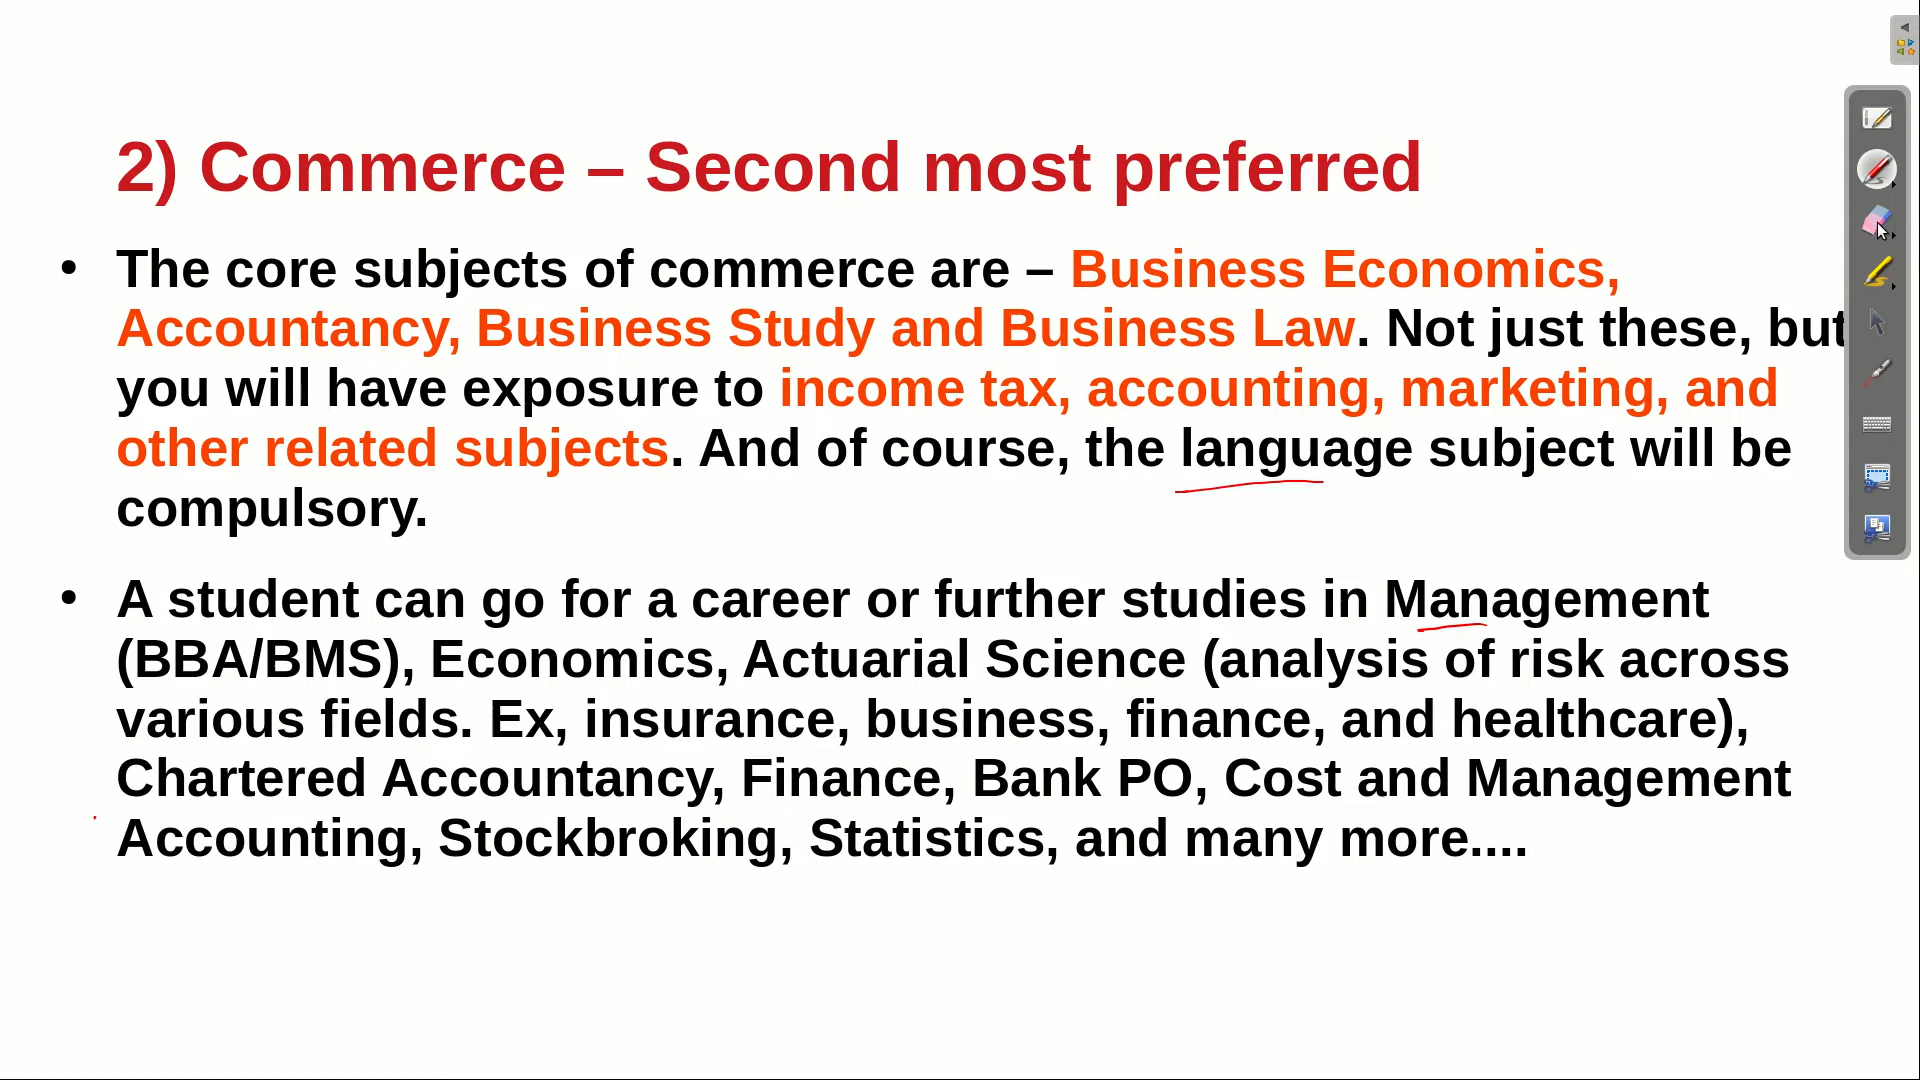 2) Commerce – Second most preferred
• The core subjects of commerce are – Business Economics,
Accountancy, Business Study and Business Law. Not just these, but
you will have exposure to income tax, accounting, marketing, and
other related subjects. And of course, the language subject will be
compulsory.
• A student can go for a career or further studies in Management
(BBA/BMS), Economics, Actuarial Science (analysis of risk across
various fields. Ex, insurance, business, finance, and healthcare),
Chartered Accountancy, Finance, Bank PO, Cost and Management
Accounting, Stockbroking, Statistics, and many more....